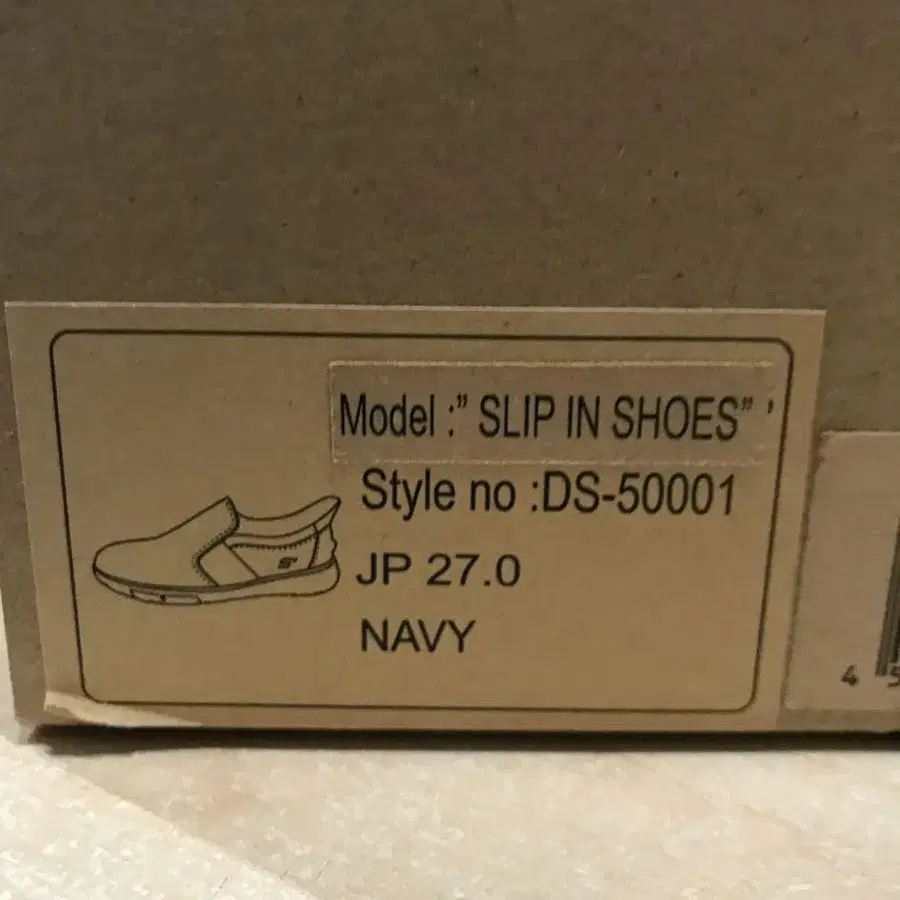 Model :" SLIP IN SHOES" '
Style no :DS-50001
JP 27.0
NAVY
4